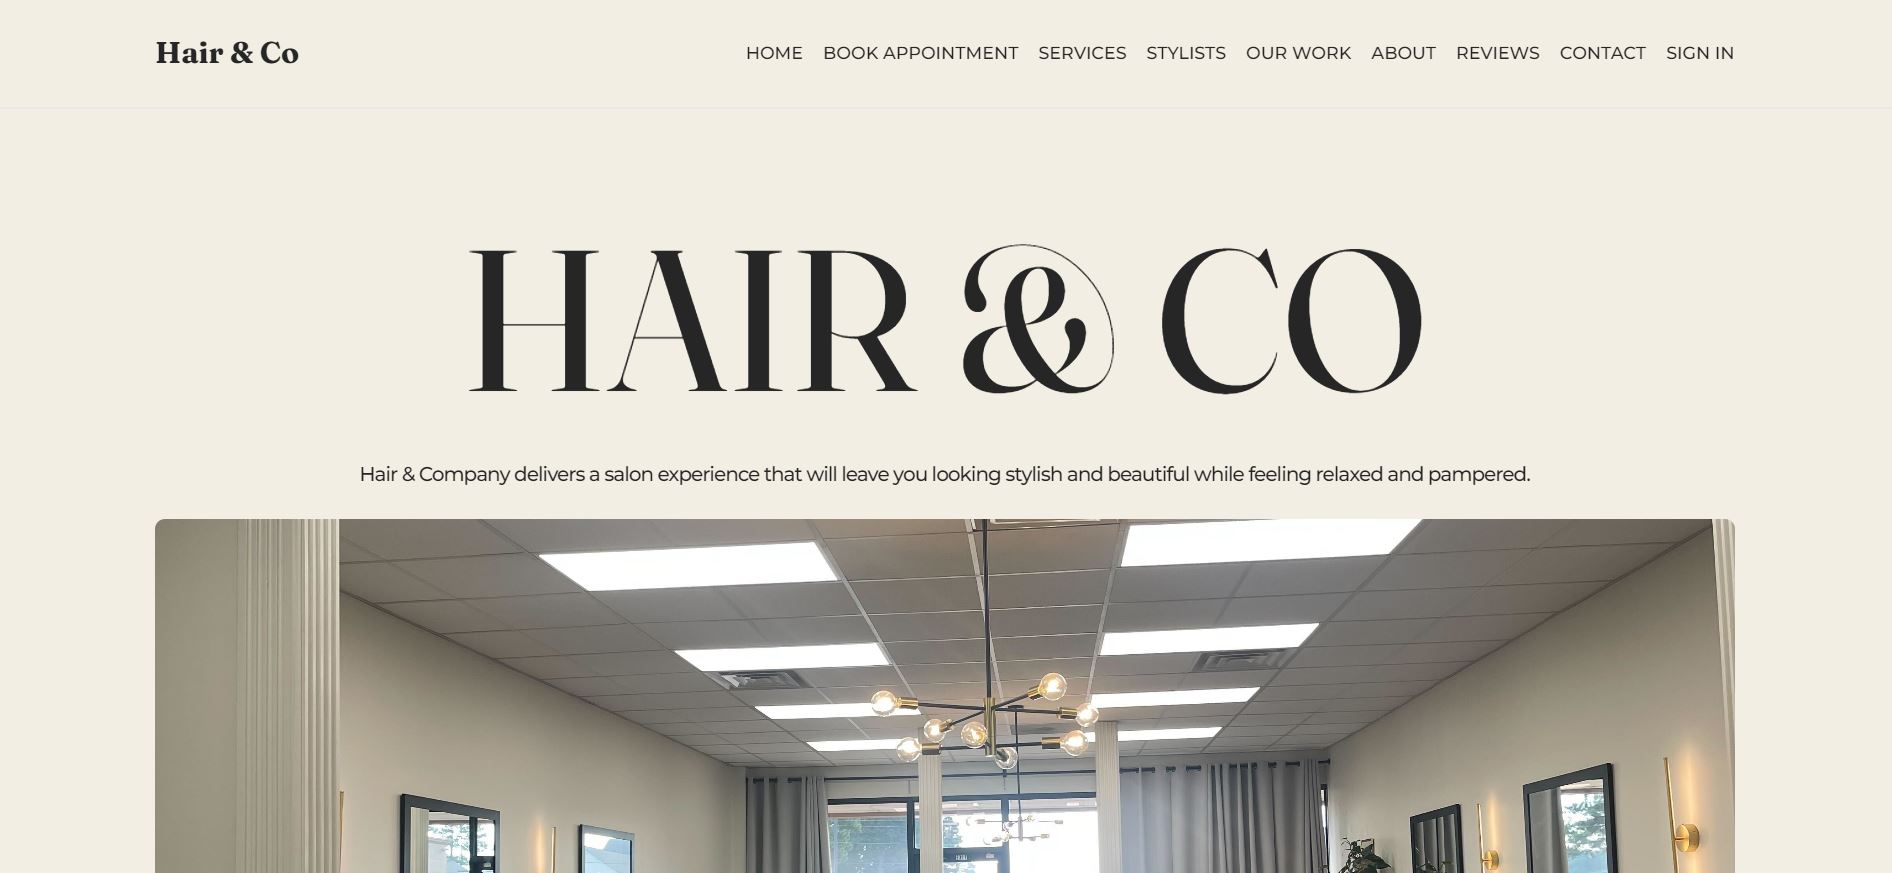 Hair & Co
HOME BOOK APPOINTMENT SERVICES STYLISTS OUR WORK ABOUT REVIEWS CONTACT SIGN IN
HAIR & CO
Hair & Company delivers a salon experience that will leave you looking stylish and beautiful while feeling relaxed and pampered.